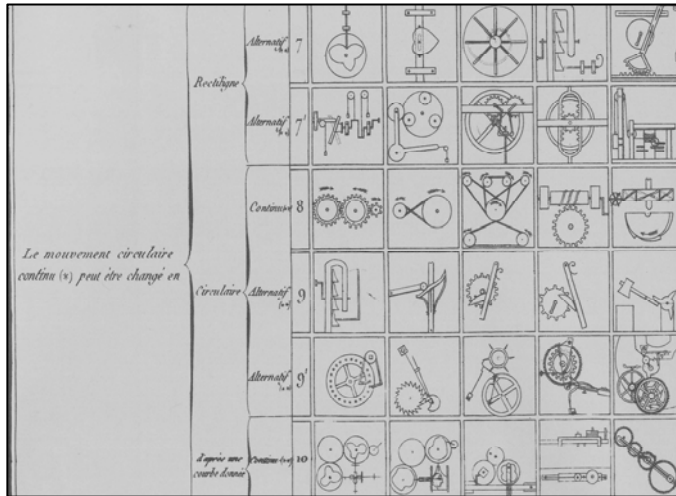 Alternatif (**) 7
Rectiligne
Alternatif (**) 7'
Continu (*) 8
Le mouvement circulaire
continu (*) peut être changé en
Circulaire
Alternatif (**) 9
Alternatif (**) 9'
d'après une
courbe donnée
Continu (**) 10